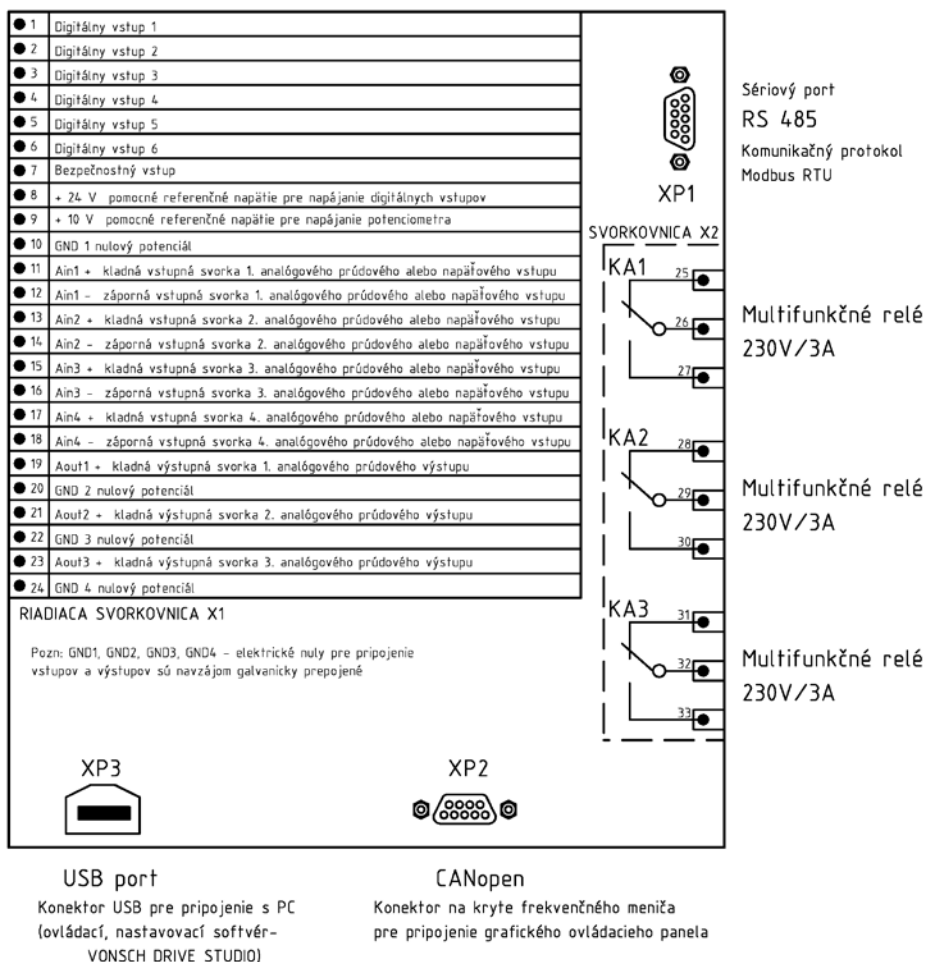 1 Digitálny vstup 1
2 Digitálny vstup 2
3 Digitálny vstup 3
4 Digitálny vstup 4
5 Digitálny vstup 5
6 Digitálny vstup 6
7 Bezpečnostný vstup
8 + 24 V pomocné referenčné napätie pre napájanie digitálnych vstupov
9 + 10 V pomocné referenčné napätie pre napájanie potenciometra
10 GND 1 nulový potenciál
11 Ain1 + kladná vstupná svorka 1. analógového prúdového alebo napäťového vstupu
12 Ain1 - záporná vstupná svorka 1. analógového prúdového alebo napäťového vstupu
13 Ain2 + kladná vstupná svorka 2. analógového prúdového alebo napäťového vstupu
14 Ain2 - záporná vstupná svorka 2. analógového prúdového alebo napäťového vstupu
15 Ain3 + kladná vstupná svorka 3. analógového prúdového alebo napäťového vstupu
16 Ain3 - záporná vstupná svorka 3. analógového prúdového alebo napäťového vstupu
17 Ain4 + kladná vstupná svorka 4. analógového prúdového alebo napäťového vstupu
18 Ain4 - záporná vstupná svorka 4. analógového prúdového alebo napäťového vstupu
19 Aout1 + kladná výstupná svorka 1. analógového prúdového výstupu
20 GND 2 nulový potenciál
21 Aout2 + kladná výstupná svorka 2. analógového prúdového výstupu
22 GND 3 nulový potenciál
23 Aout3 + kladná výstupná svorka 3. analógového prúdového výstupu
24 GND 4 nulový potenciál
RIADIACA SVORKOVNICA X1
Pozn: GND1, GND2, GND3, GND4 - elektrické nuly pre pripojenie
vstupov a výstupov sú navzájom galvanicky prepojené
XP1
Sériový port
RS 485
Komunikačný protokol
Modbus RTU
SVORKOVNICA X2
KA1
25
26
27
Multifunkčné relé
230V/3A
KA2
28
29
30
Multifunkčné relé
230V/3A
KA3
31
32
33
Multifunkčné relé
230V/3A
XP3
XP2
USB port
Konektor USB pre pripojenie s PC
(ovládací, nastavovací softvér-
VONSCH DRIVE STUDIO)
CANopen
Konektor na kryte frekvenčného meniča
pre pripojenie grafického ovládacieho panela